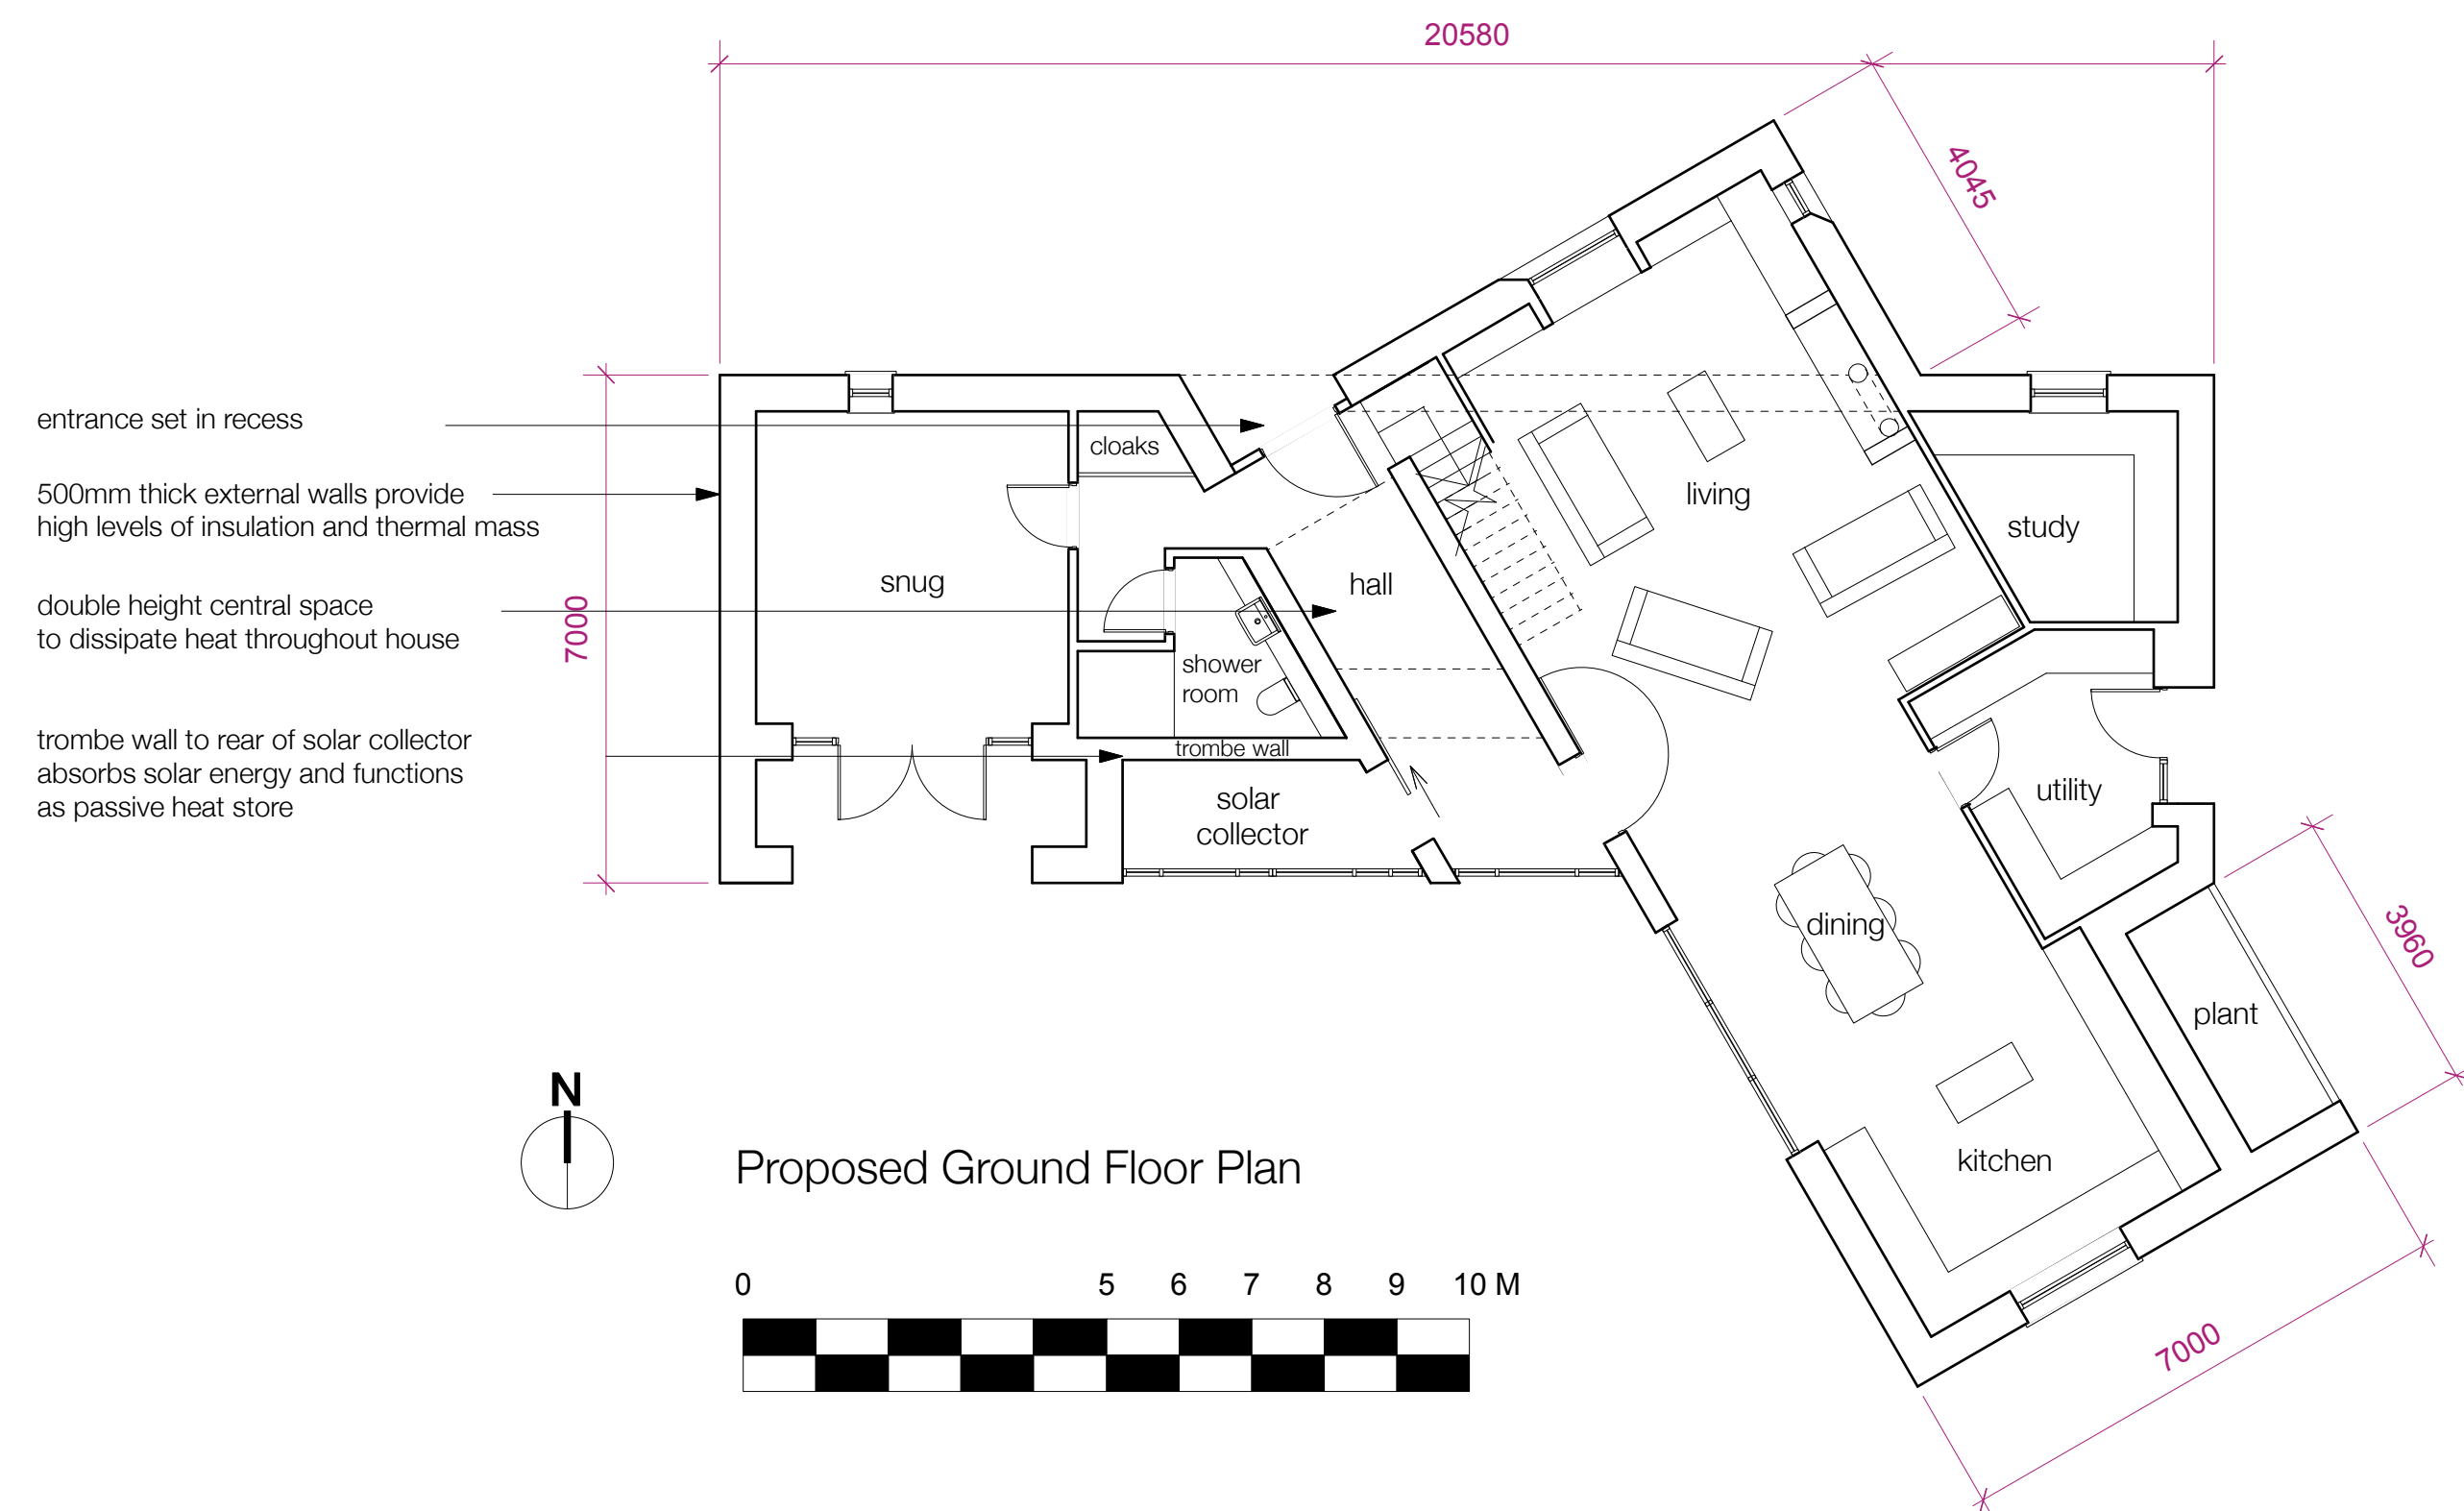 20580
4045
entrance set in recess
cloaks
500mm thick external walls provide
high levels of insulation and thermal mass
living
study
snug
hall
double height central space
to dissipate heat throughout house
7000
shower
room
trombe wall to rear of solar collector
absorbs solar energy and functions
as passive heat store
trombe wall
solar
collector
utility
dining
3960
plant
kitchen
N
Proposed Ground Floor Plan
0 5 6 7 8 9 10 M
7000